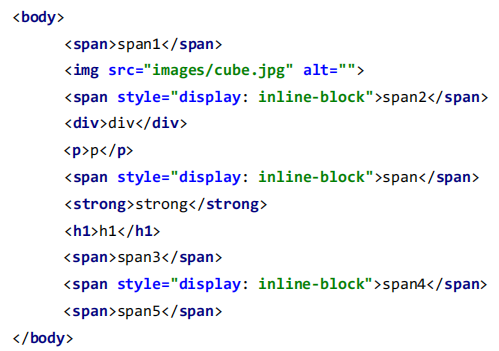 <body>
<span>span1</span>
<img src="images/cube.jpg" alt="">
<span style="display: inline-block">span2</span>
<div>div</div>
<p>p</p>
<span style="display: inline-block">span</span>
<strong>strong</strong>
<h1>h1</h1>
<span>span3</span>
<span style="display: inline-block">span4</span>
<span>span5</span>
</body>